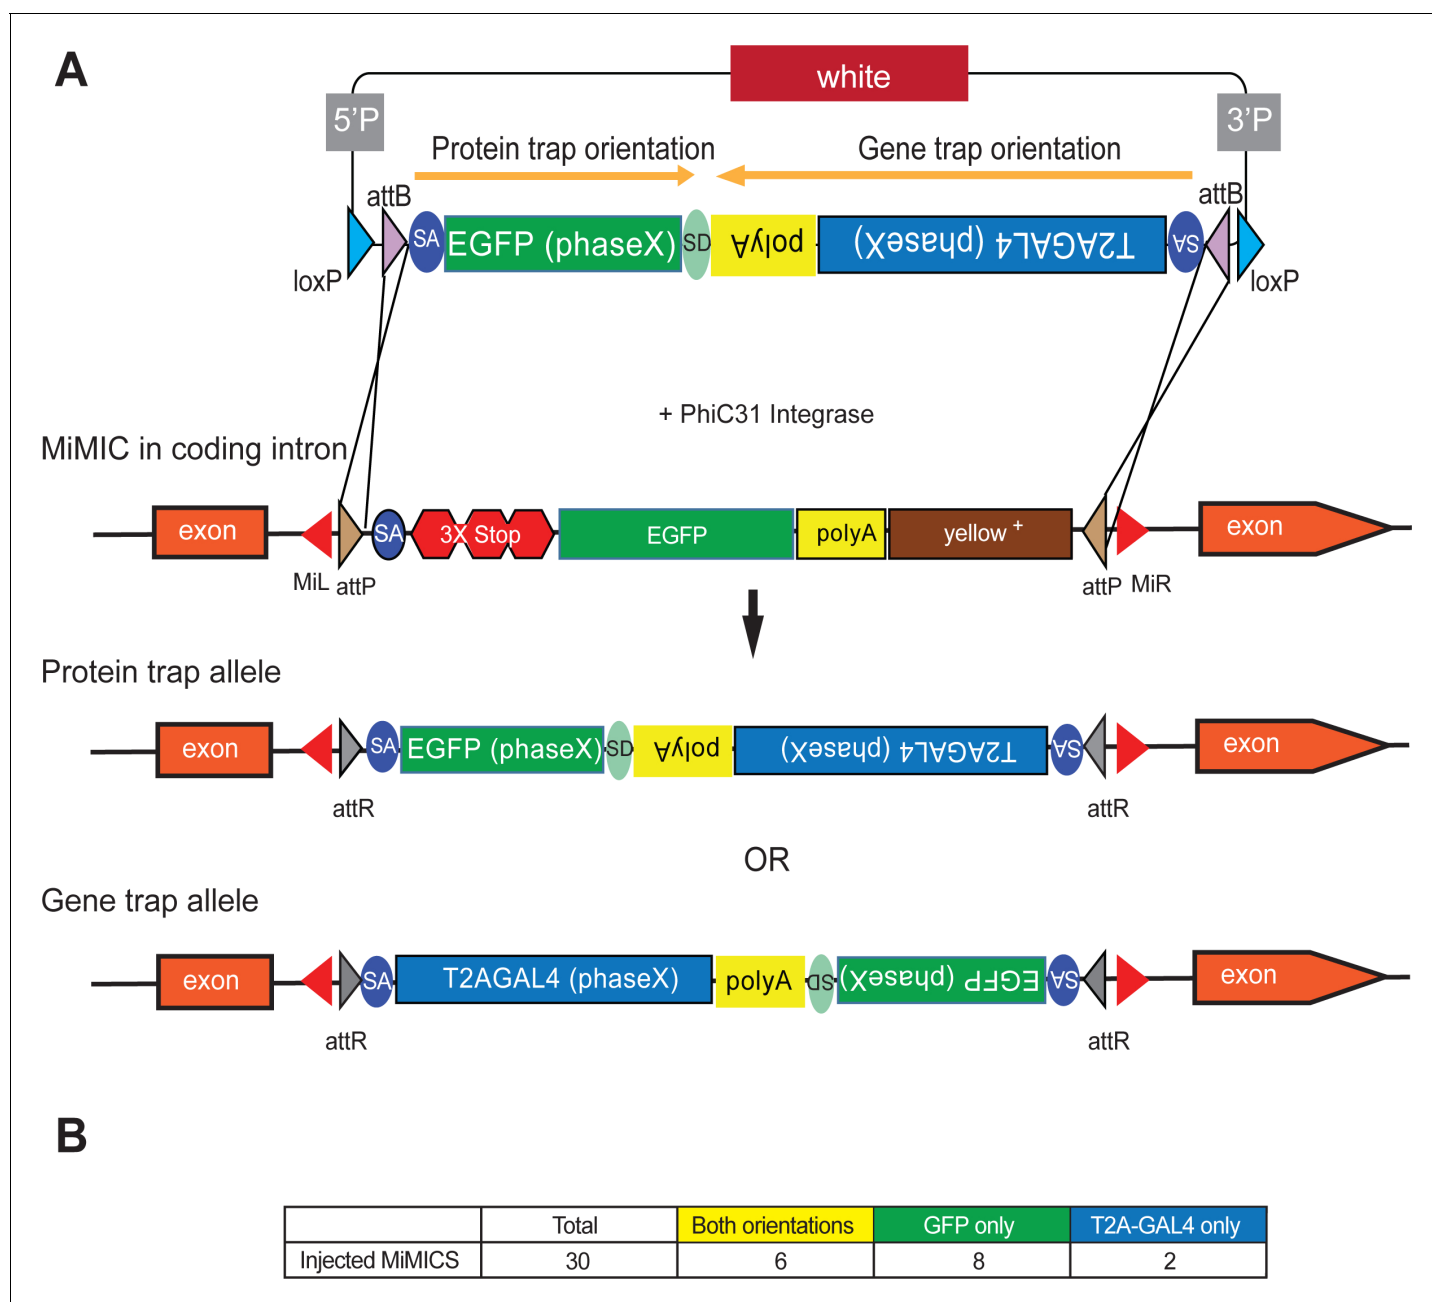 A
white
5'P
3'P
Protein trap orientation
Gene trap orientation
attB
attB
SA
EGFP (phaseX)
SD
polyA
T2AGAL4 (phaseX)
SA
loxP
loxP
+ PhiC31 Integrase
MiMIC in coding intron
exon
SA
3X Stop
EGFP
polyA
yellow +
exon
MiL
attP
attP
MiR
Protein trap allele
exon
SA
EGFP (phaseX)
SD
polyA
T2AGAL4 (phaseX)
SA
exon
attR
attR
OR
Gene trap allele
exon
SA
T2AGAL4 (phaseX)
polyA
SD
EGFP (phaseX)
SA
exon
attR
attR
B
Total
Both orientations
GFP only
T2A-GAL4 only
Injected MiMICS
30
6
8
2